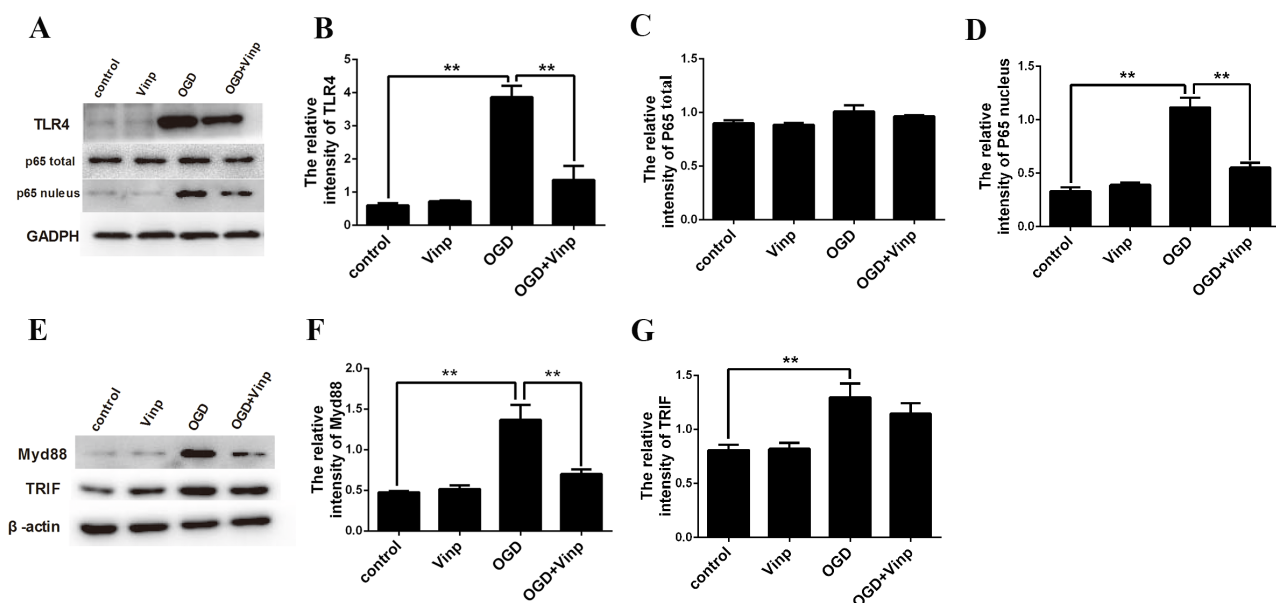 A
control
Vinp
OGD
OGD+Vinp
TLR4
p65 total
p65 nuleus
GADPH
B
The relative
intensity of TLR4
5
4
3
2
1
0
**
**
control
Vinp
OGD
OGD+Vinp
C
The relative
intensity of P65 total
1.5
1.0
0.5
0.0
control
Vinp
OGD
OGD+Vinp
D
The relative
intensity of P65 nucleus
1.5
1.0
0.5
0.0
**
**
control
Vinp
OGD
OGD+Vinp
E
control
Vinp
OGD
OGD+Vinp
Myd88
TRIF
β -actin
F
The relative
intensity of Myd88
2.0
1.5
1.0
0.5
0.0
**
**
control
Vinp
OGD
OGD+Vinp
G
The relative
intensity of TRIF
1.5
1.0
0.5
0.0
**
control
Vinp
OGD
OGD+Vinp